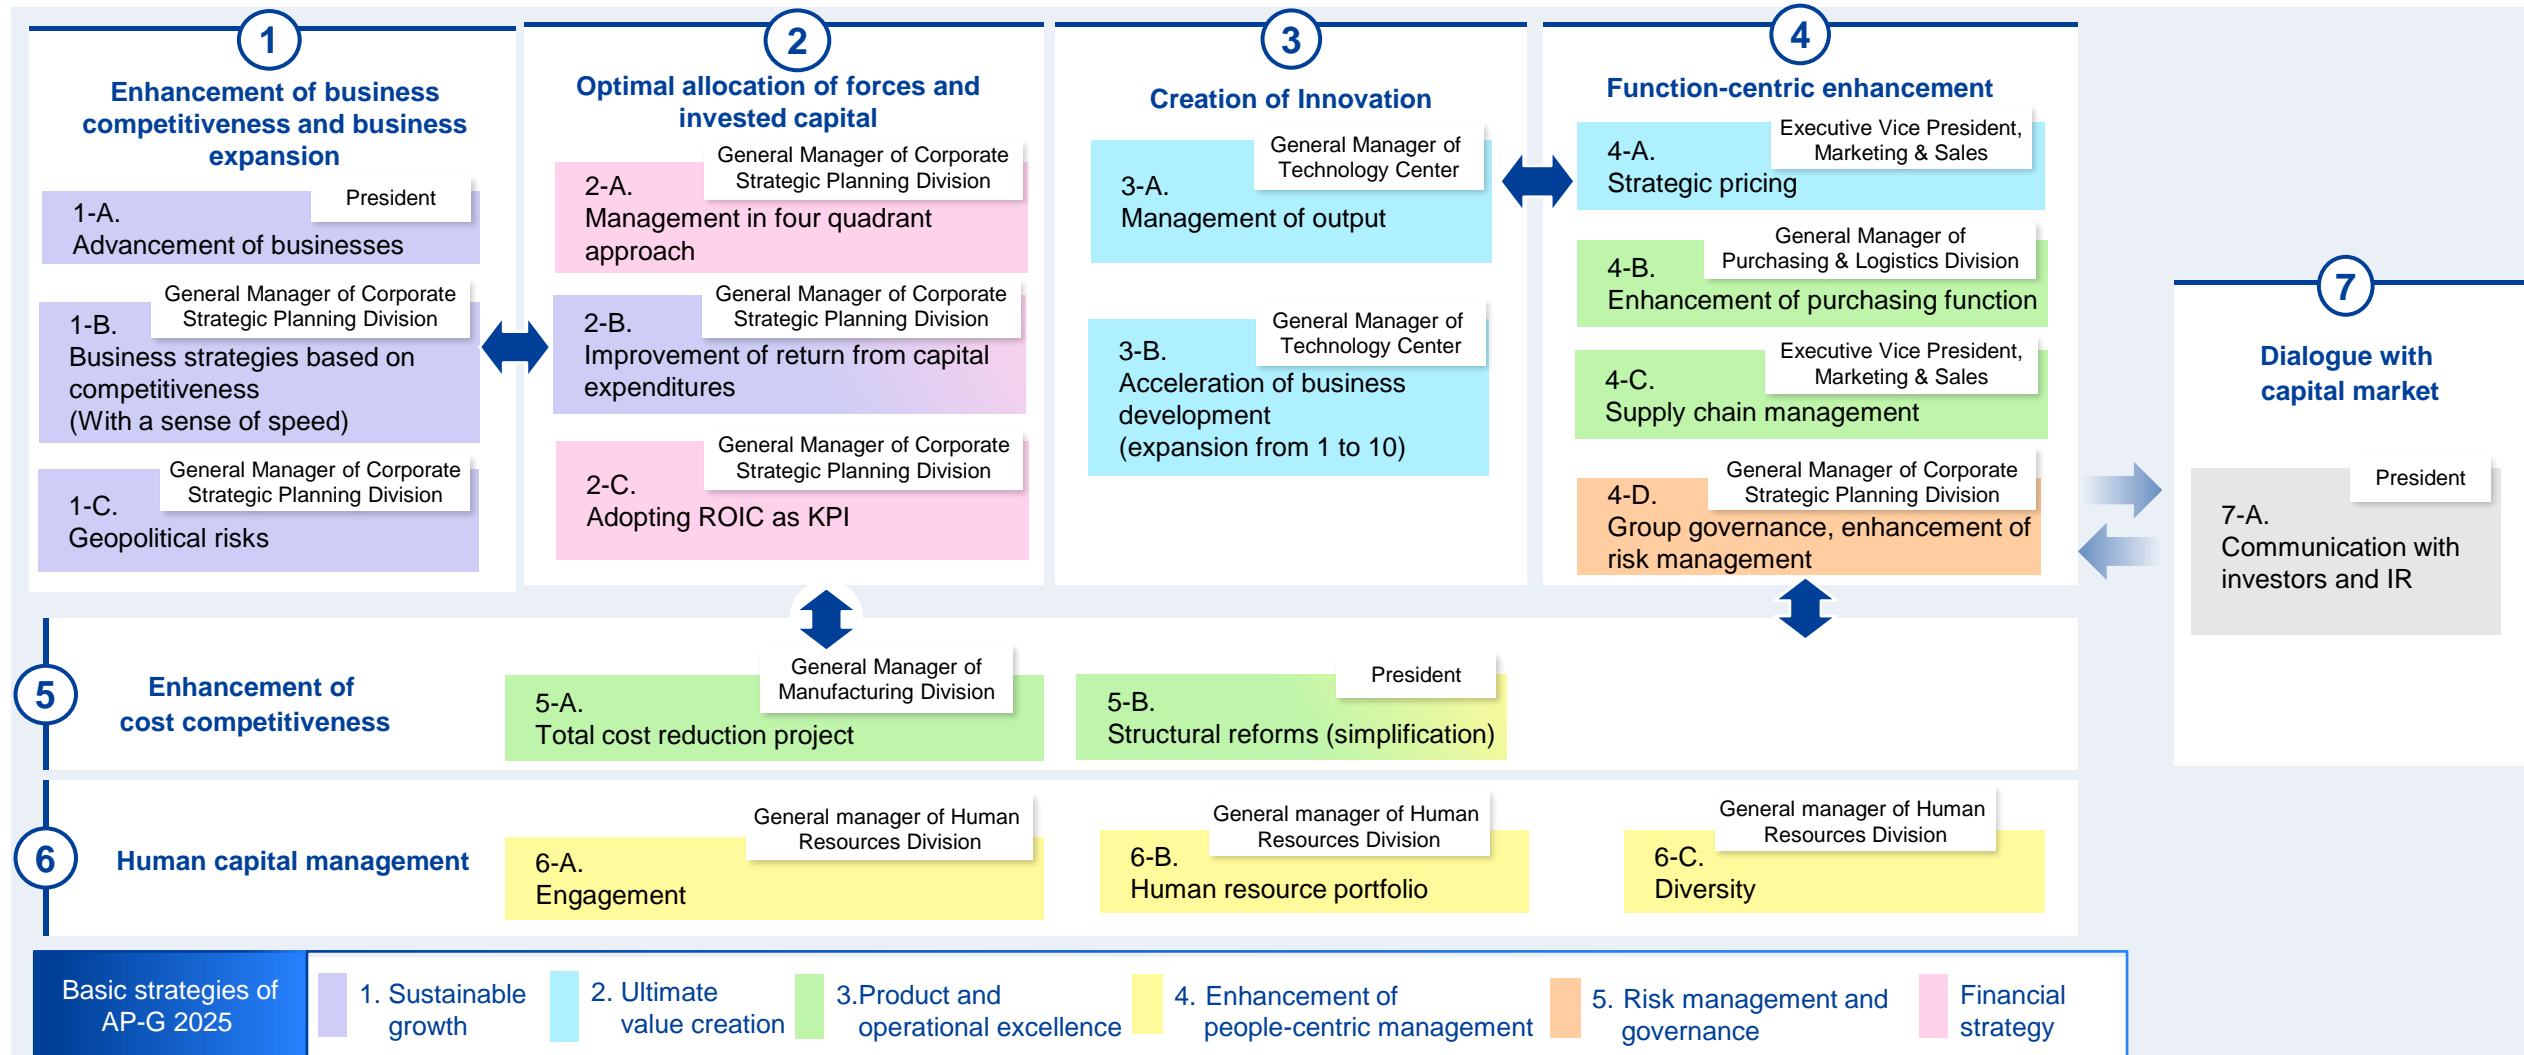 1
Enhancement of business
competitiveness and business
expansion
President
1-A.
Advancement of businesses
General Manager of Corporate
Strategic Planning Division
1-B.
Business strategies based on
competitiveness
(With a sense of speed)
General Manager of Corporate
Strategic Planning Division
1-C.
Geopolitical risks
2
Optimal allocation of forces and
invested capital
General Manager of Corporate
Strategic Planning Division
2-A.
Management in four quadrant
approach
General Manager of Corporate
Strategic Planning Division
2-B.
Improvement of return from capital
expenditures
General Manager of Corporate
Strategic Planning Division
2-C.
Adopting ROIC as KPI
3
Creation of Innovation
General Manager of
Technology Center
3-A.
Management of output
General Manager of
Technology Center
3-B.
Acceleration of business
development
(expansion from 1 to 10)
4
Function-centric enhancement
Executive Vice President,
Marketing & Sales
4-A.
Strategic pricing
General Manager of
Purchasing & Logistics Division
4-B.
Enhancement of purchasing function
Executive Vice President,
Marketing & Sales
4-C.
Supply chain management
General Manager of Corporate
Strategic Planning Division
4-D.
Group governance, enhancement of
risk management
7
Dialogue with
capital market
President
7-A.
Communication with
investors and IR
5
Enhancement of
cost competitiveness
General Manager of
Manufacturing Division
5-A.
Total cost reduction project
President
5-B.
Structural reforms (simplification)
6
Human capital management
General manager of Human
Resources Division
6-A.
Engagement
General manager of Human
Resources Division
6-B.
Human resource portfolio
General manager of Human
Resources Division
6-C.
Diversity
Basic strategies of
AP-G 2025
1. Sustainable
growth
2. Ultimate
value creation
3.Product and
operational excellence
4. Enhancement of
people-centric management
5. Risk management and
governance
Financial
strategy